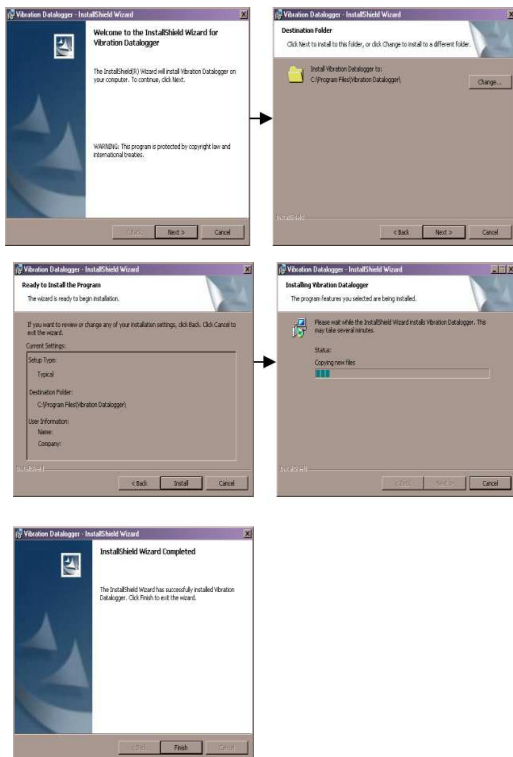 Vibration Datalogger - InstallShield Wizard
Welcome to the InstallShield Wizard for
Vibration Datalogger
The InstallShield(R) Wizard will install Vibration Datalogger on
your computer. To continue, click Next.
WARNING: This program is protected by copyright law and
international treaties.
< Back
Next >
Cancel
Vibration Datalogger - InstallShield Wizard
Destination Folder
Click Next to install to this folder, or click Change to install to a different folder.
Install Vibration Datalogger to:
C:\Program Files\Vibration Datalogger\
Change...
InstallShield
< Back
Next >
Cancel
Vibration Datalogger - InstallShield Wizard
Ready to Install the Program
The wizard is ready to begin installation.
If you want to review or change any of your installation settings, click Back. Click Cancel to
exit the wizard.
Current Settings:
Setup Type:
Typical
Destination Folder:
C:\Program Files\Vibration Datalogger\
User Information:
Name:
Company:
InstallShield
< Back
Install
Cancel
Vibration Datalogger - InstallShield Wizard
Installing Vibration Datalogger
The program features you selected are being installed.
Please wait while the InstallShield Wizard installs Vibration Datalogger. This
may take several minutes.
Status:
Copying new files
InstallShield
< Back
Next >
Cancel
Vibration Datalogger - InstallShield Wizard
InstallShield Wizard Completed
The InstallShield Wizard has successfully installed Vibration
Datalogger. Click Finish to exit the wizard.
< Back
Finish
Cancel